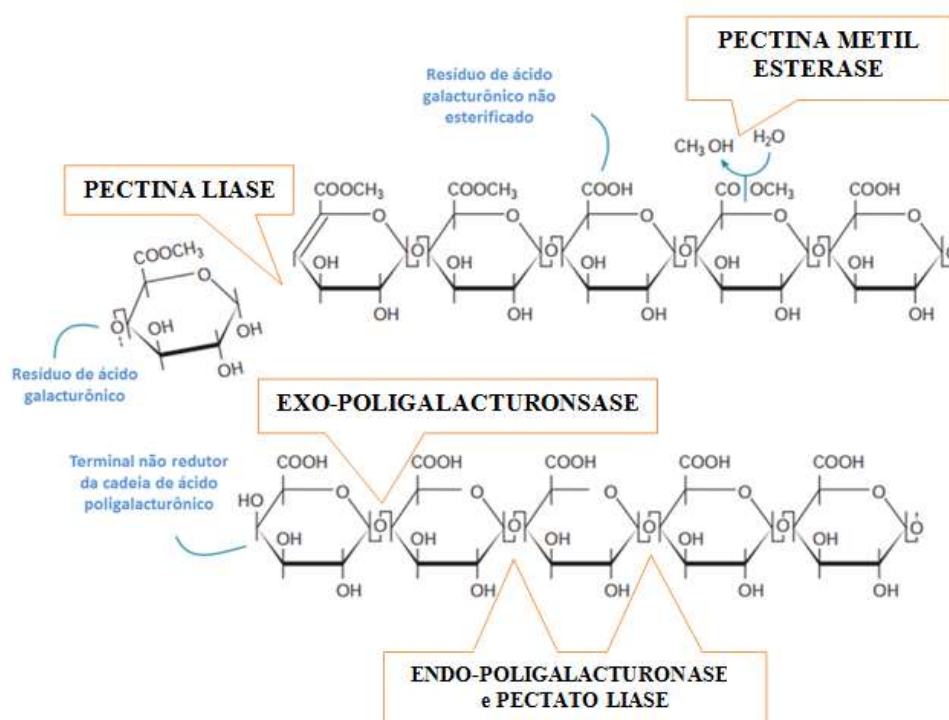 PECTINA METIL
ESTERASE
Resíduo de ácido
galacturônico não
esterificado
CH₃ OH H₂O
PECTINA LIASE
COOCH₃ COOCH₃ COOH CO OCH₃ COOH
O O O O O
O O O O O
OH OH OH OH OH
OH OH OH OH OH
COOCH₃
O
O OH OH
OH
Resíduo de ácido
galacturônico
EXO-POLIGALACTURONSASE
Terminal não redutor
da cadeia de ácido
poligalacturônico
COOH COOH COOH COOH COOH
HO O O O O O
O O O O O
OH OH OH OH OH
OH OH OH OH OH
ENDO-POLIGALACTURONASE
e PECTATO LIASE